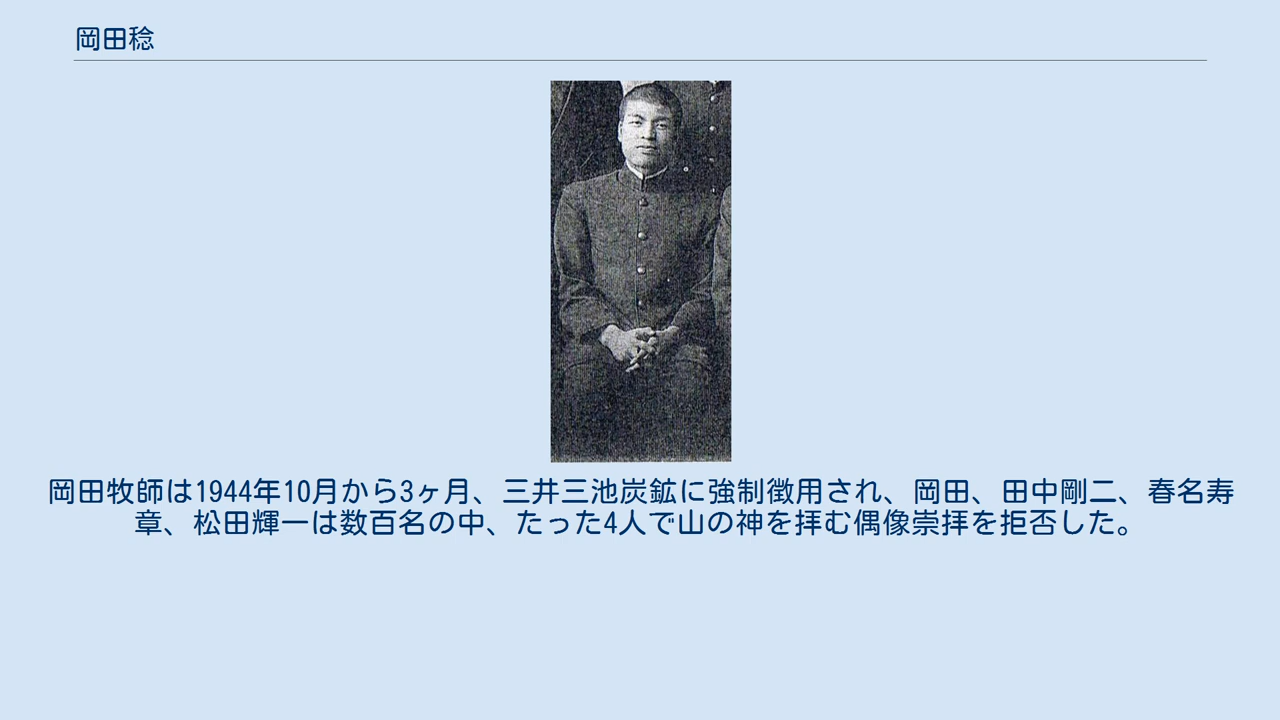 岡田稔
岡田牧師は1944年10月から3ヶ月、三井三池炭鉱に強制徴用され、岡田、田中剛二、春名寿
章、松田輝一は数百名の中、たった4人で山の神を拝む偶像崇拝を拒否した。